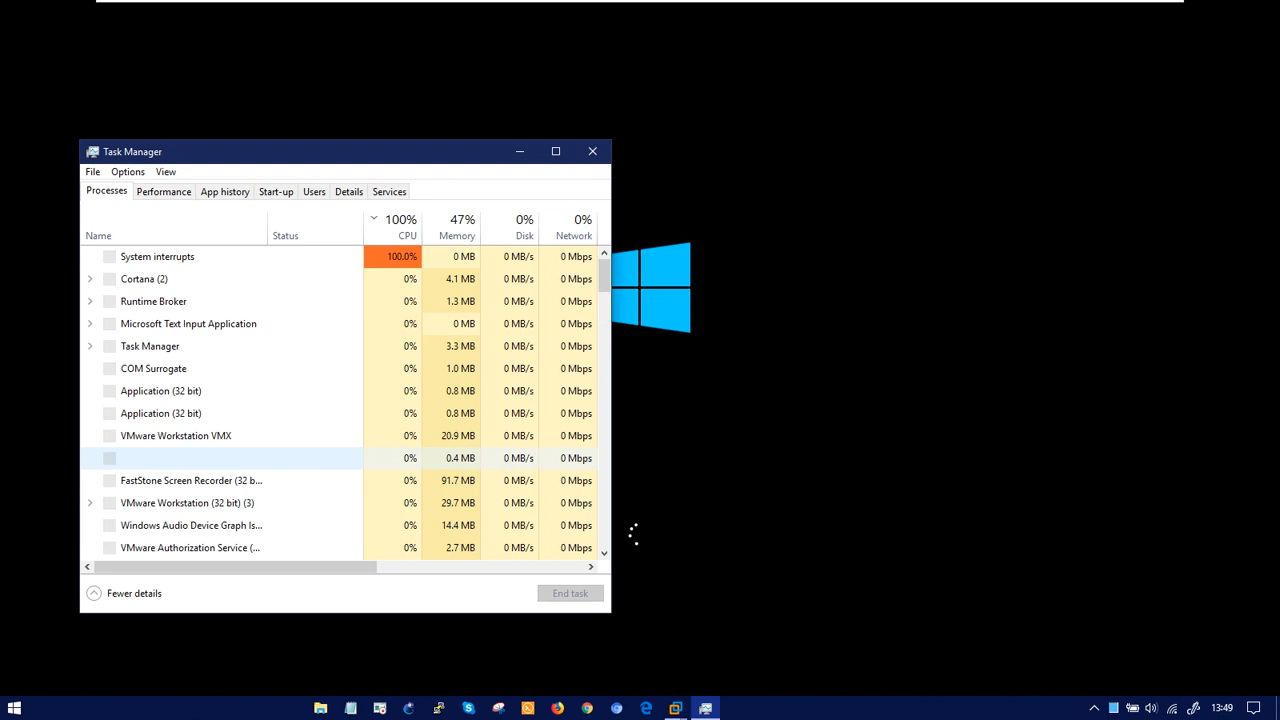 Task Manager
File Options View
Processes Performance App history Start-up Users Details Services
100% 47% 0% 0%
Name Status CPU Memory Disk Network
System interrupts 100.0% 0 MB 0 MB/s 0 Mbps
Cortana (2) 0% 4.1 MB 0 MB/s 0 Mbps
Runtime Broker 0% 1.3 MB 0 MB/s 0 Mbps
Microsoft Text Input Application 0% 0 MB 0 MB/s 0 Mbps
Task Manager 0% 3.3 MB 0 MB/s 0 Mbps
COM Surrogate 0% 1.0 MB 0 MB/s 0 Mbps
Application (32 bit) 0% 0.8 MB 0 MB/s 0 Mbps
Application (32 bit) 0% 0.8 MB 0 MB/s 0 Mbps
VMware Workstation VMX 0% 20.9 MB 0 MB/s 0 Mbps
0% 0.4 MB 0 MB/s 0 Mbps
FastStone Screen Recorder (32 b... 0% 91.7 MB 0 MB/s 0 Mbps
VMware Workstation (32 bit) (3) 0% 29.7 MB 0 MB/s 0 Mbps
Windows Audio Device Graph Is... 0% 14.4 MB 0 MB/s 0 Mbps
VMware Authorization Service (... 0% 2.7 MB 0 MB/s 0 Mbps
Fewer details End task
13:49